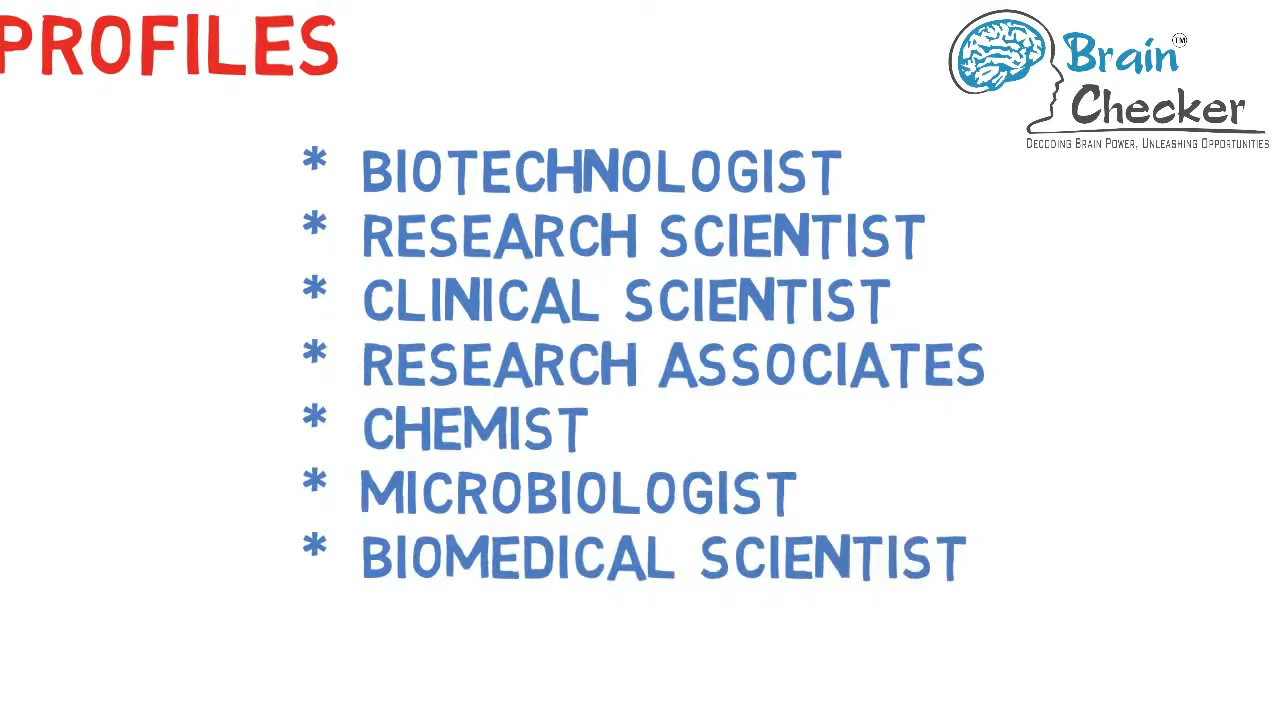 PROFILES
Brain TM
Checker
Decoding Brain Power, Unleashing Opportunities
* BIOTECHNOLOGIST
* RESEARCH SCIENTIST
* CLINICAL SCIENTIST
* RESEARCH ASSOCIATES
* CHEMIST
* MICROBIOLOGIST
* BIOMEDICAL SCIENTIST